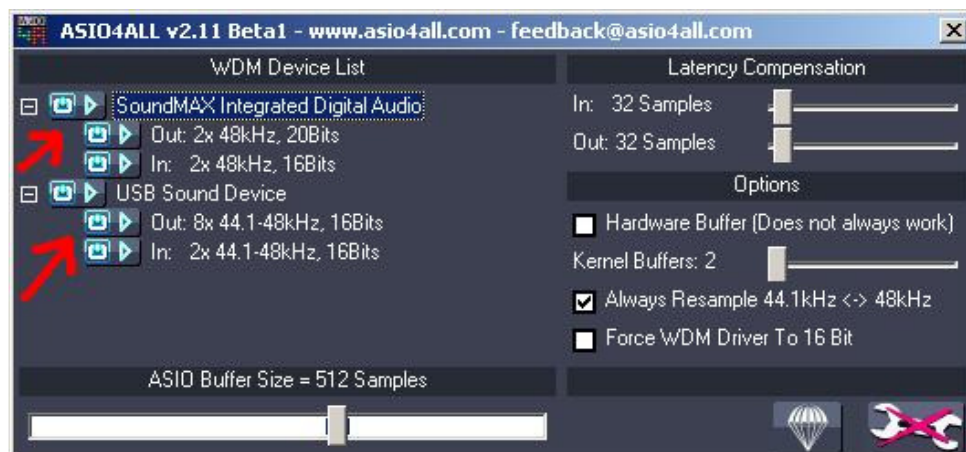 ASIO4ALL v2.11 Beta1 - www.asio4all.com - feedback@asio4all.com
WDM Device List
SoundMAX Integrated Digital Audio
Out: 2x 48kHz, 20Bits
In: 2x 48kHz, 16Bits
USB Sound Device
Out: 8x 44.1-48kHz, 16Bits
In: 2x 44.1-48kHz, 16Bits
ASIO Buffer Size = 512 Samples
Latency Compensation
In: 32 Samples
Out: 32 Samples
Options
Hardware Buffer (Does not always work)
Kernel Buffers: 2
Always Resample 44.1kHz <-> 48kHz
Force WDM Driver To 16 Bit